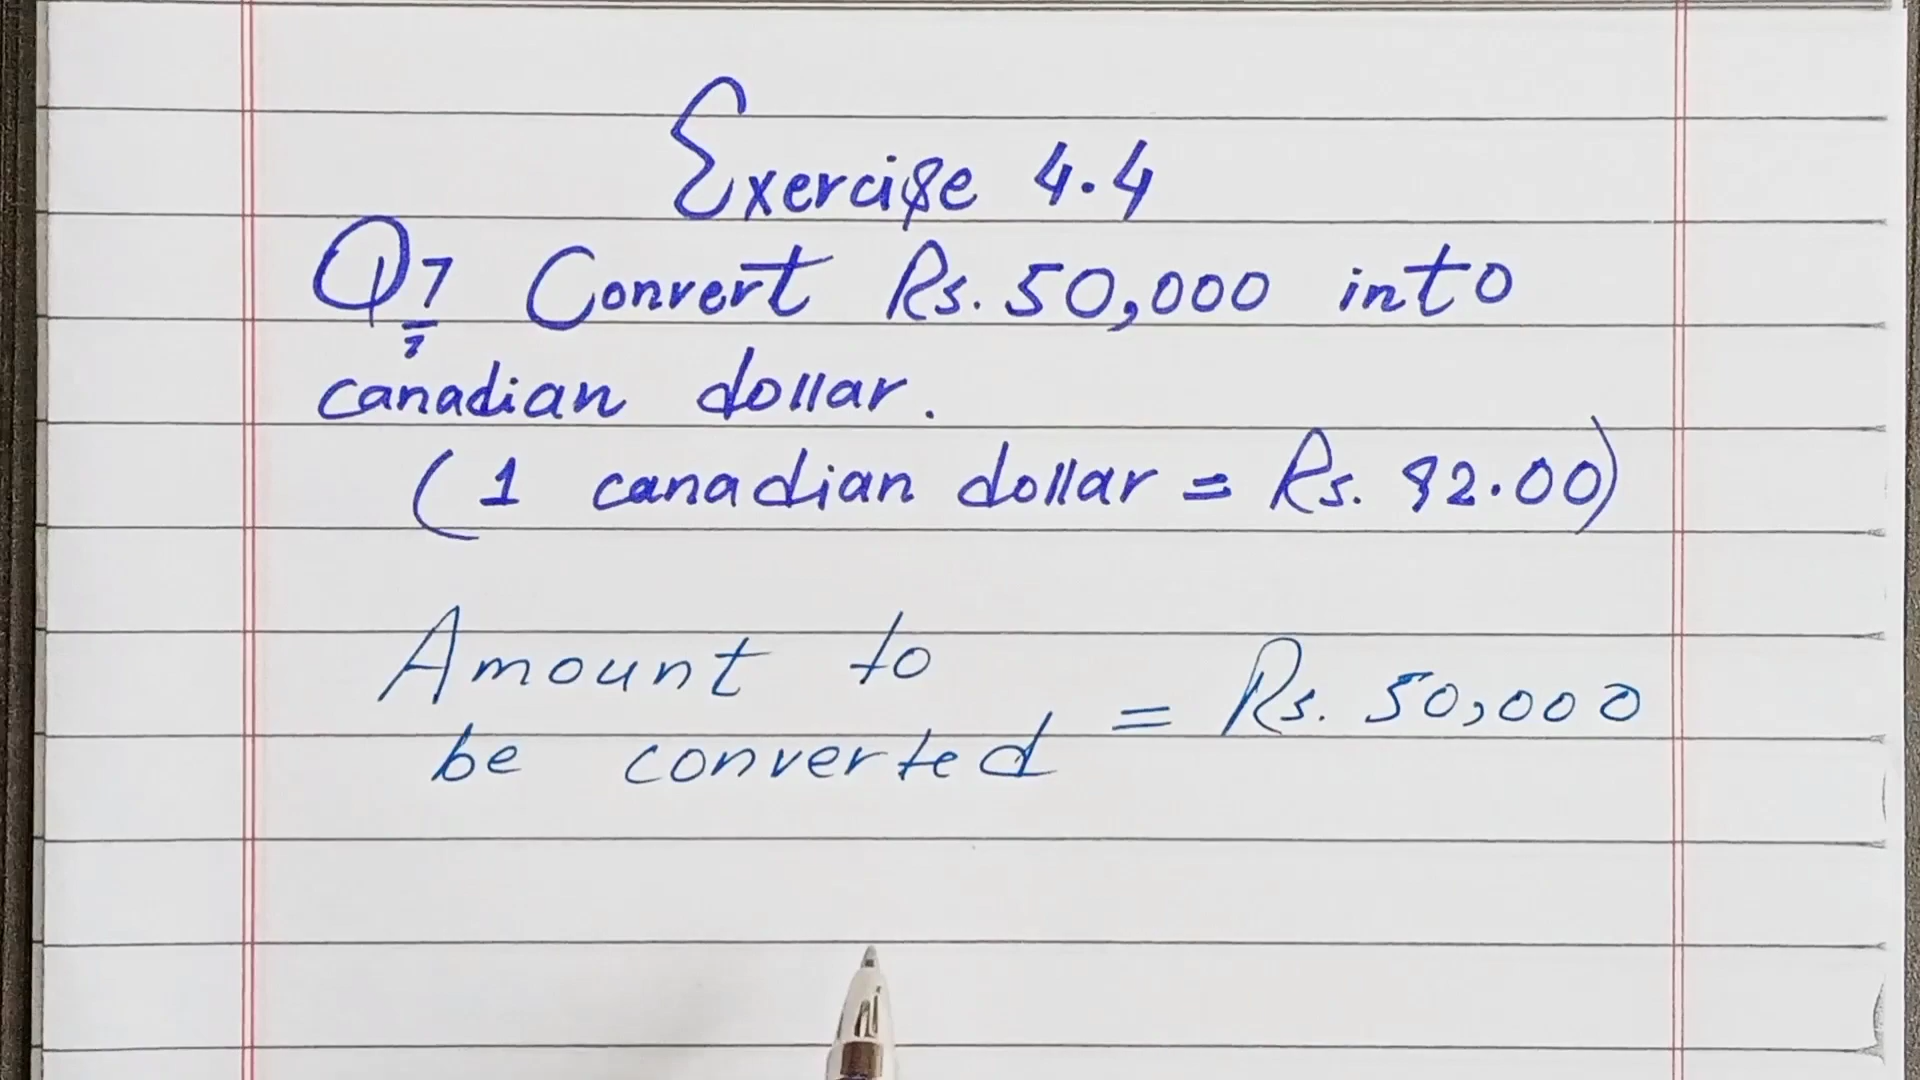 Exercise 4.4
Q7 Convert Rs. 50,000 into
canadian dollar.
(1 canadian dollar = Rs. 92.00)
Amount to
be converted = Rs. 50,000